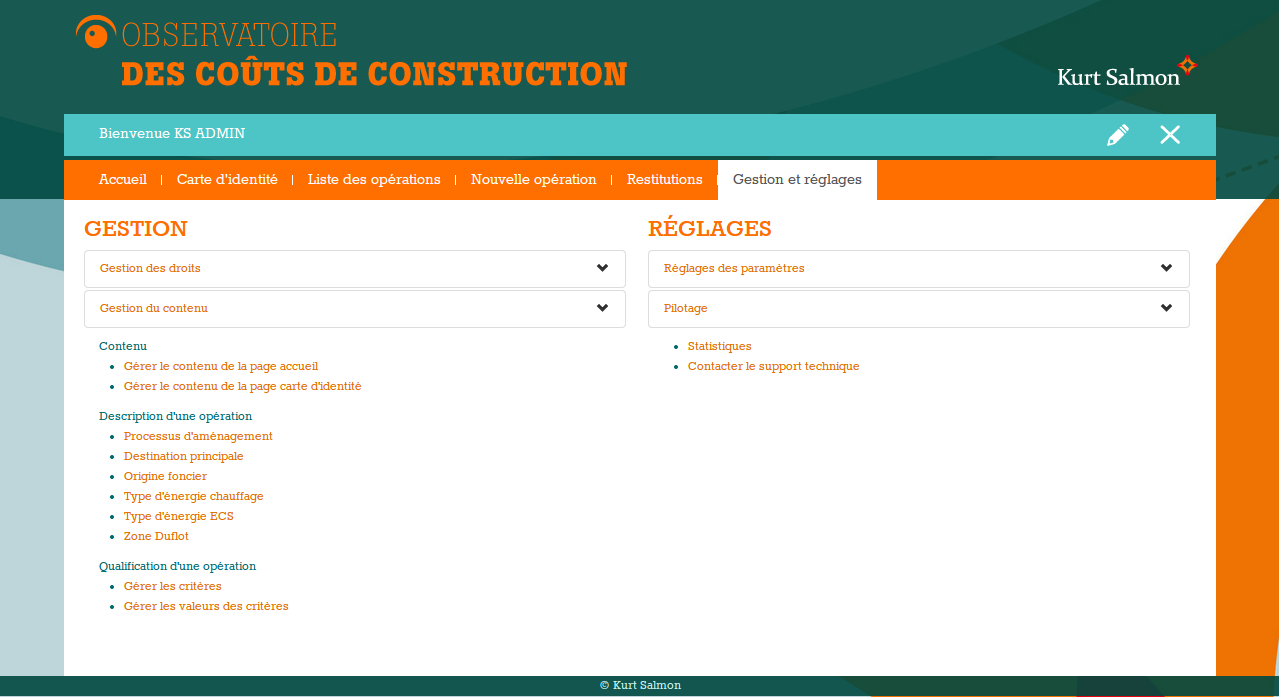 OBSERVATOIRE
DES COÛTS DE CONSTRUCTION
Kurt Salmon
Bienvenue KS ADMIN
Accueil | Carte d'identité | Liste des opérations | Nouvelle opération | Restitutions | Gestion et réglages
GESTION
Gestion des droits
Gestion du contenu
Contenu
• Gérer le contenu de la page accueil
• Gérer le contenu de la page carte d'identité
Description d'une opération
• Processus d'aménagement
• Destination principale
• Origine foncier
• Type d'énergie chauffage
• Type d'énergie ECS
• Zone Duflot
Qualification d'une opération
• Gérer les critères
• Gérer les valeurs des critères
RÉGLAGES
Réglages des paramètres
Pilotage
• Statistiques
• Contacter le support technique
© Kurt Salmon